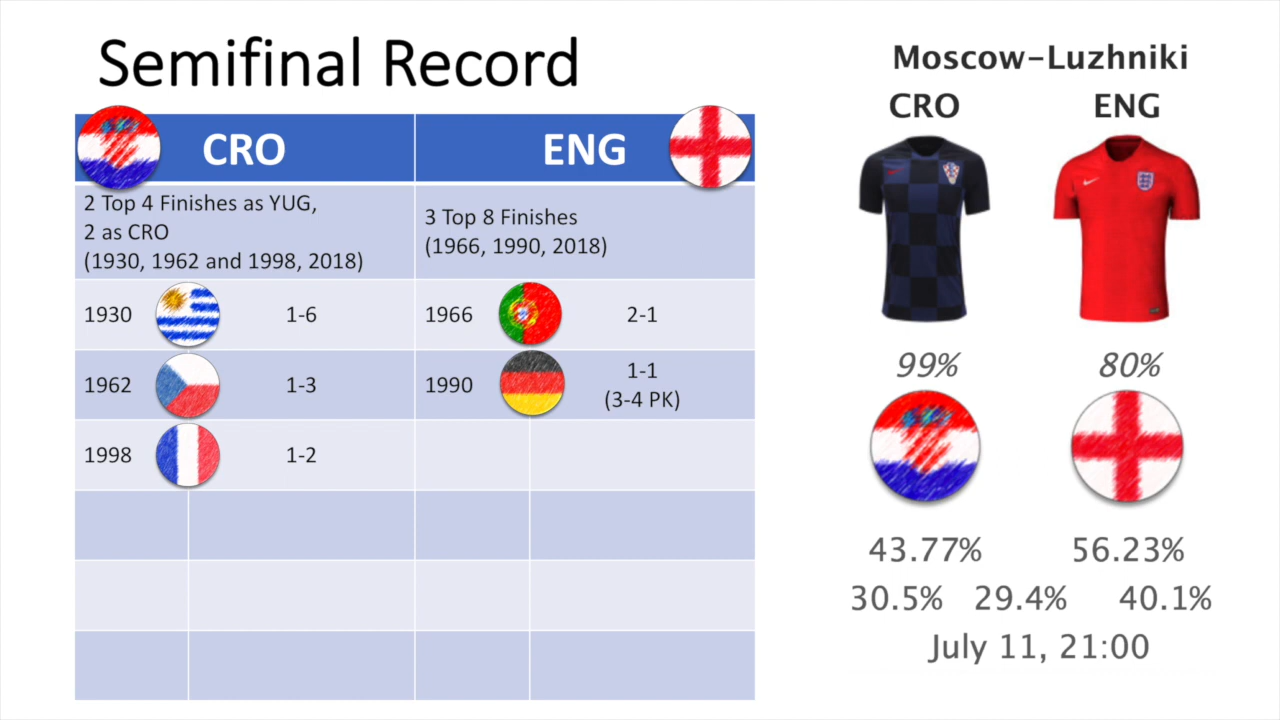 Semifinal Record
CRO
ENG
2 Top 4 Finishes as YUG,
2 as CRO
(1930, 1962 and 1998, 2018)
3 Top 8 Finishes
(1966, 1990, 2018)
1930
1-6
1966
2-1
1962
1-3
1990
1-1
(3-4 PK)
1998
1-2
Moscow-Luzhniki
CRO
ENG
99%
80%
43.77%
56.23%
30.5%
29.4%
40.1%
July 11, 21:00